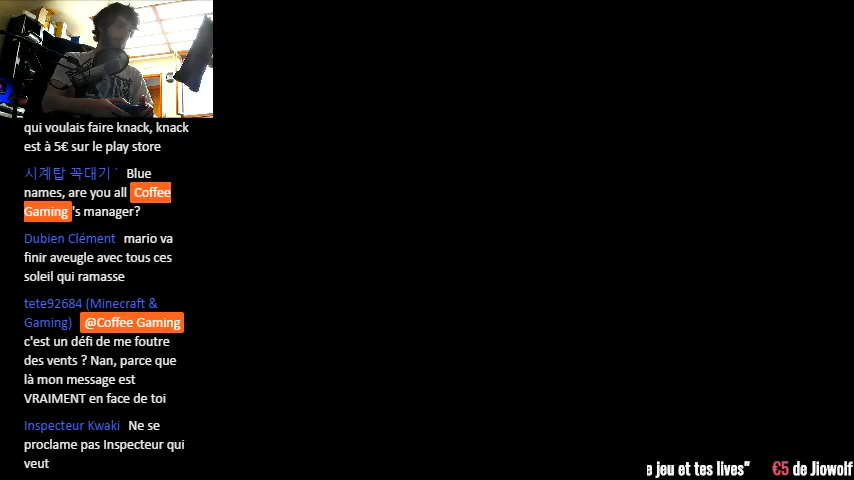 qui voulais faire knack, knack
est à 5€ sur le play store
시계탑 꼭대기 ` Blue
names, are you all Coffee
Gaming 's manager?
Dubien Clément mario va
finir aveugle avec tous ces
soleil qui ramasse
tete92684 (Minecraft &
Gaming) @Coffee Gaming
c'est un défi de me foutre
des vents ? Nan, parce que
là mon message est
VRAIMENT en face de toi
Inspecteur Kwaki Ne se
proclame pas Inspecteur qui
veut
e jeu et tes lives" €5 de Jiowolf